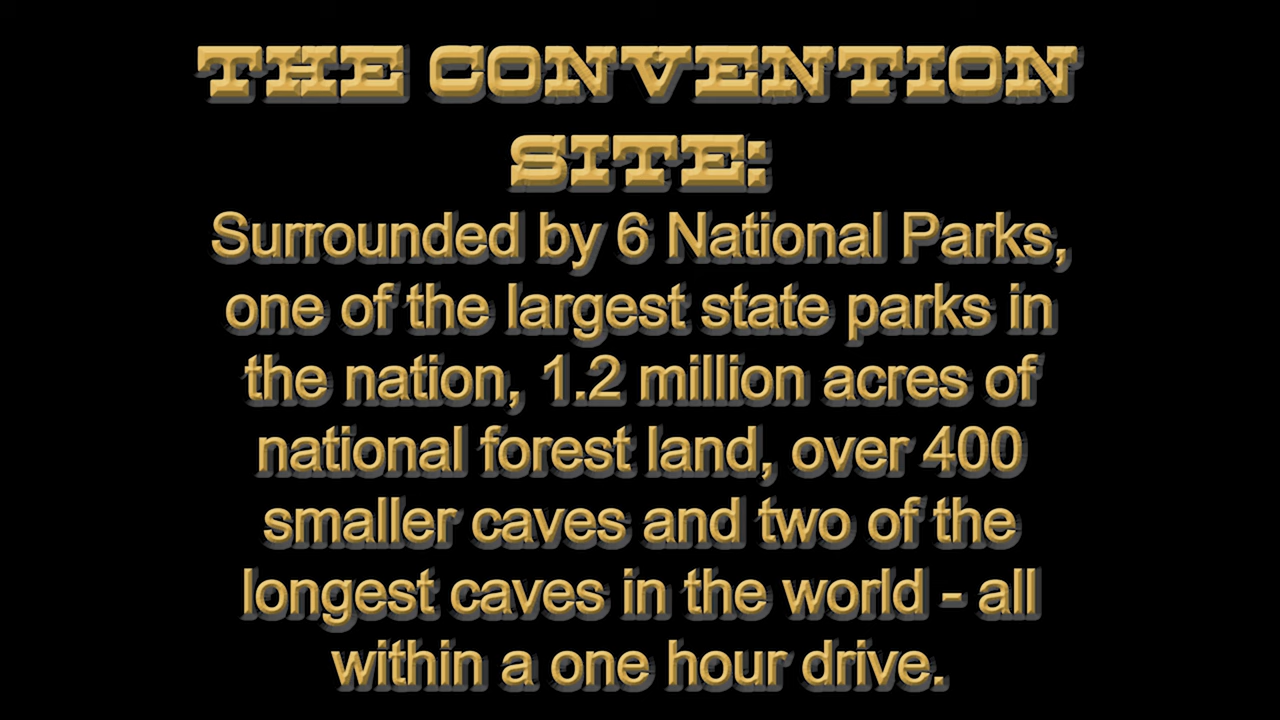 THE CONVENTION
SITE:
Surrounded by 6 National Parks,
one of the largest state parks in
the nation, 1.2 million acres of
national forest land, over 400
smaller caves and two of the
longest caves in the world - all
within a one hour drive.